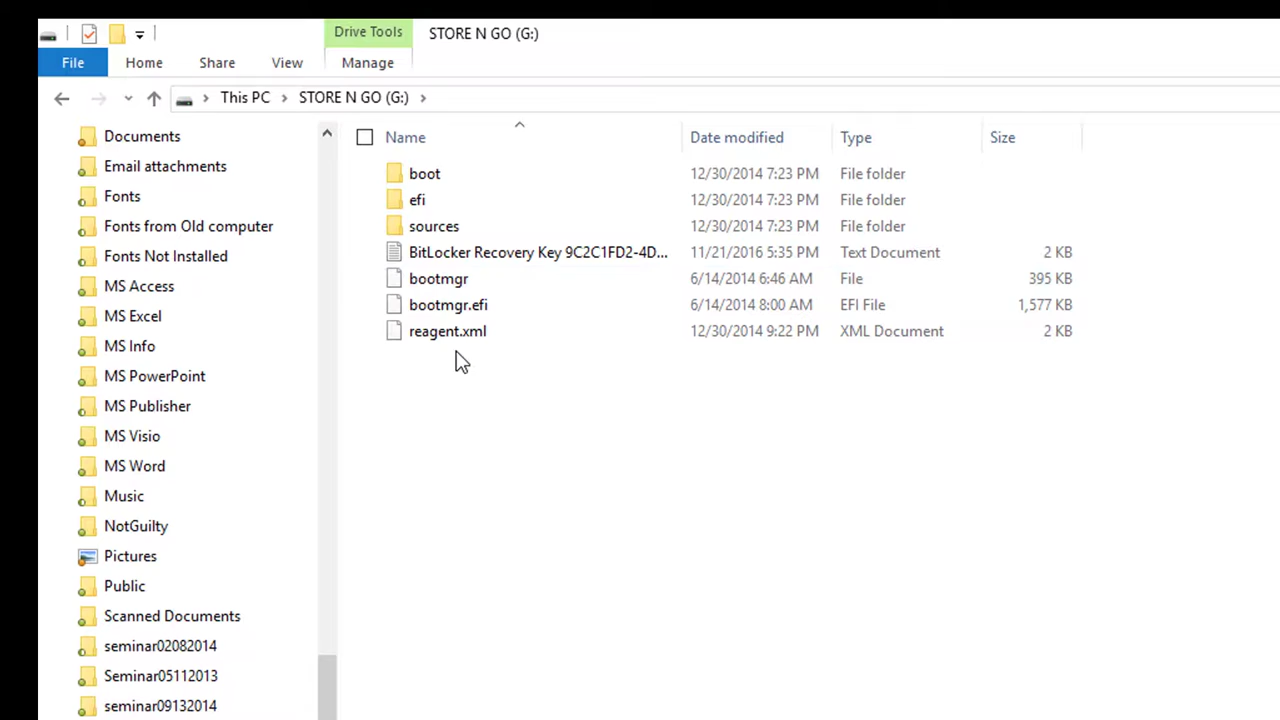 Drive Tools STORE N GO (G:)
File Home Share View Manage
This PC STORE N GO (G:)
Documents
Email attachments
Fonts
Fonts from Old computer
Fonts Not Installed
MS Access
MS Excel
MS Info
MS PowerPoint
MS Publisher
MS Visio
MS Word
Music
NotGuilty
Pictures
Public
Scanned Documents
seminar02082014
Seminar05112013
seminar09132014
Name Date modified Type Size
boot 12/30/2014 7:23 PM File folder
efi 12/30/2014 7:23 PM File folder
sources 12/30/2014 7:23 PM File folder
BitLocker Recovery Key 9C2C1FD2-4D... 11/21/2016 5:35 PM Text Document 2 KB
bootmgr 6/14/2014 6:46 AM File 395 KB
bootmgr.efi 6/14/2014 8:00 AM EFI File 1,577 KB
reagent.xml 12/30/2014 9:22 PM XML Document 2 KB